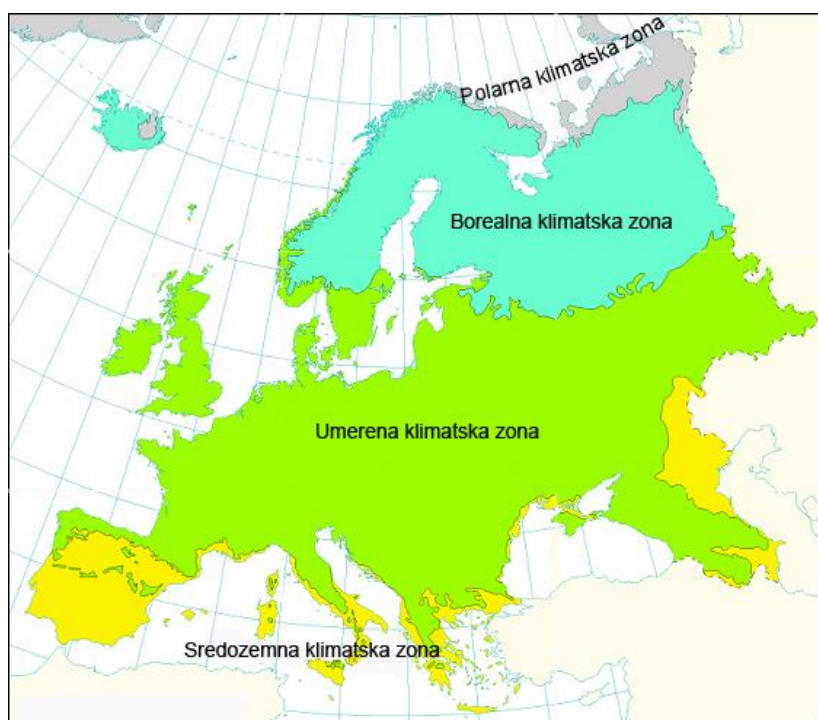 Polarna klimatska zona
Borealna klimatska zona
Umerena klimatska zona
Sredozemna klimatska zona